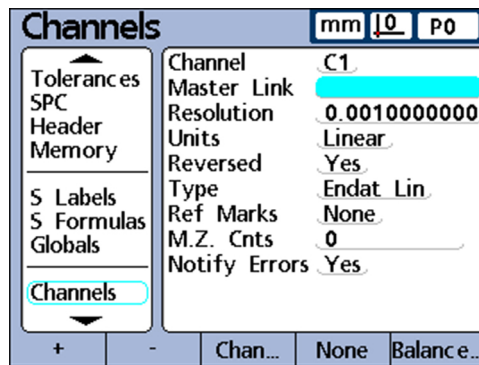 Channels mm 0 P0
Tolerances
SPC
Header
Memory
S Labels
S Formulas
Globals
Channels
Channel C1
Master Link
Resolution 0.0010000000
Units Linear
Reversed Yes
Type Endat Lin
Ref Marks None
M.Z. Cnts 0
Notify Errors Yes
+ - Chan... None Balance..